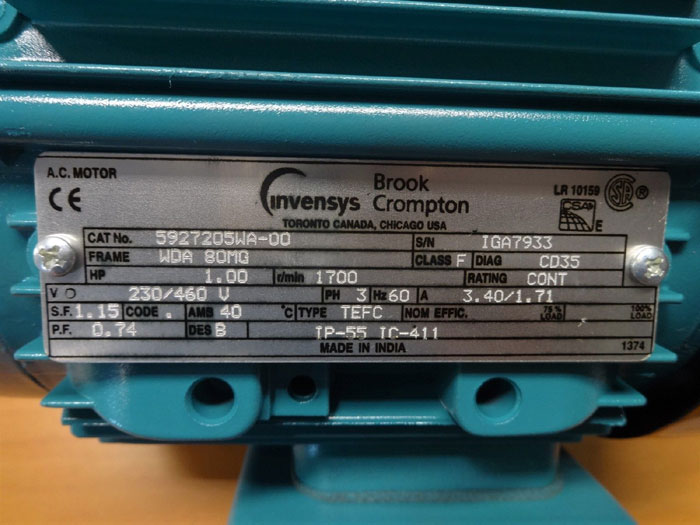 A.C. MOTOR
CE
invensys
Brook
Crompton
TORONTO CANADA, CHICAGO USA
LR 10159
SA ®
CSA
E
CAT No. 5927205WA-00 S/N IGA7933
FRAME WDA 80MG CLASS F DIAG CD35
HP 1.00 r/min 1700 RATING CONT
V 230/460 V PH 3 Hz 60 A 3.40/1.71
S.F. 1.15 CODE . AMB 40 °C TYPE TEFC NOM EFFIC. 75% LOAD 100% LOAD
P.F. 0.74 DES B IP-55 IC-411
MADE IN INDIA 1374